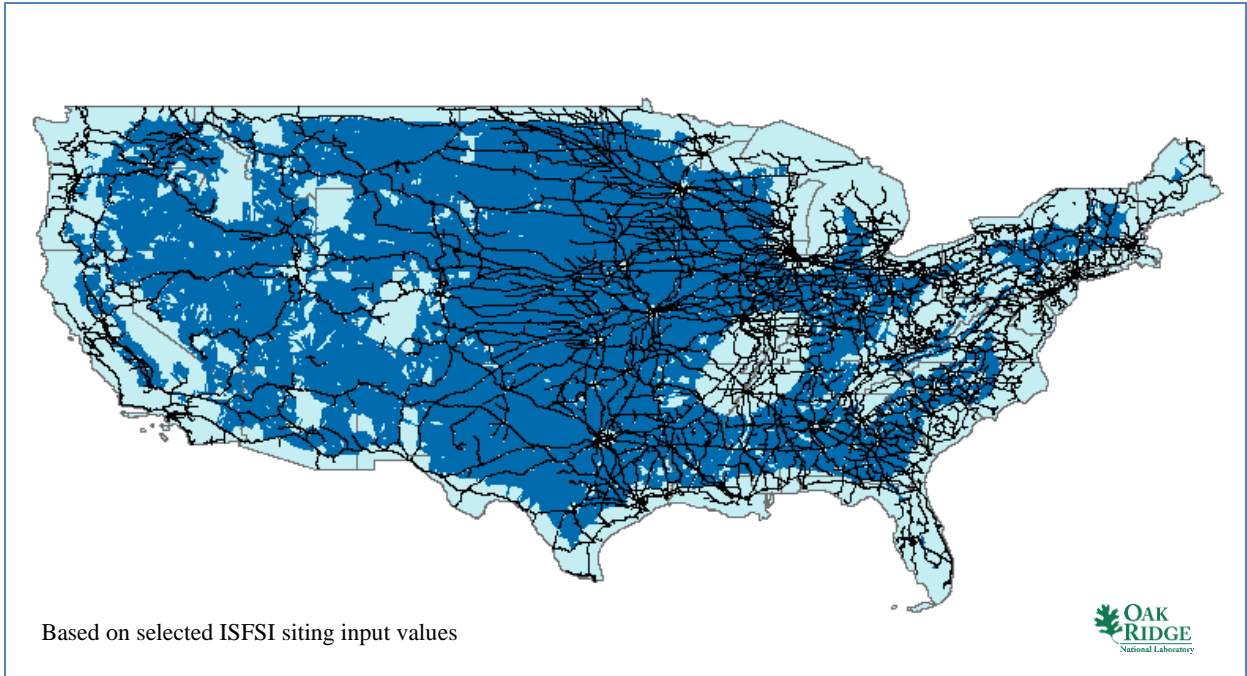 Based on selected ISFSI siting input values
OAK
RIDGE
National Laboratory